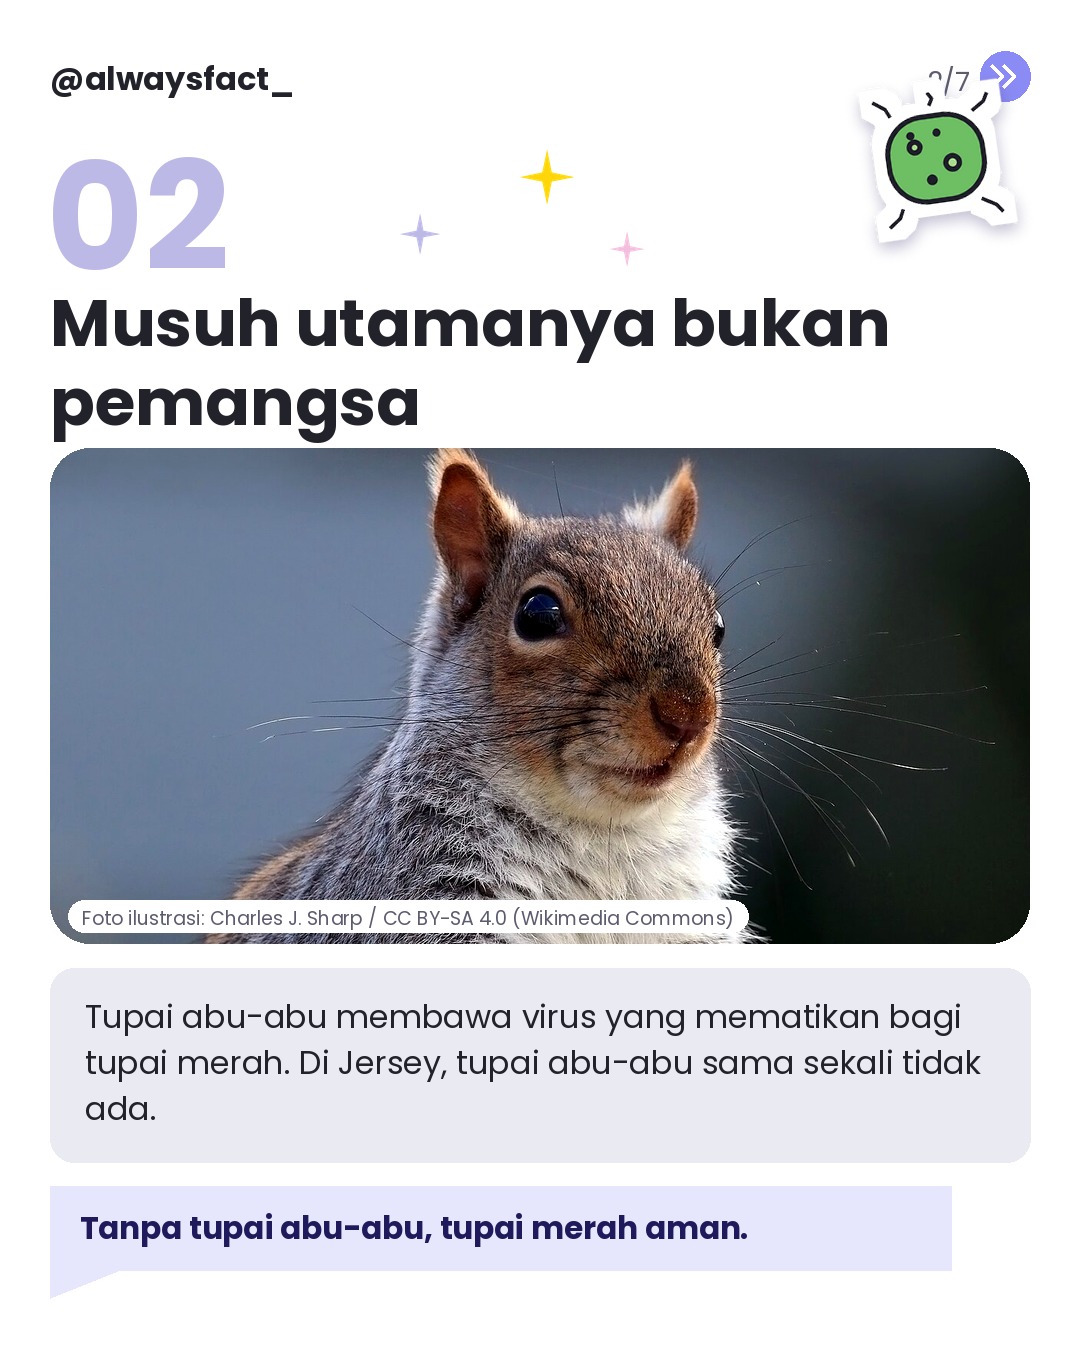 @alwaysfact_
/7
02
Musuh utamanya bukan
pemangsa
Foto ilustrasi: Charles J. Sharp / CC BY-SA 4.0 (Wikimedia Commons)
Tupai abu-abu membawa virus yang mematikan bagi
tupai merah. Di Jersey, tupai abu-abu sama sekali tidak
ada.
Tanpa tupai abu-abu, tupai merah aman.